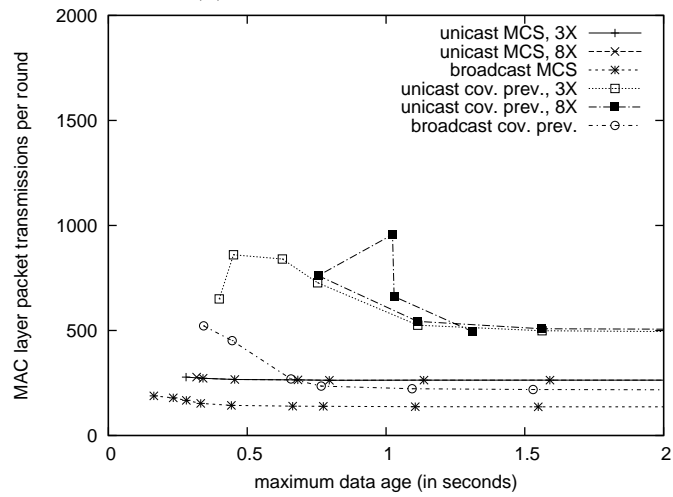 2000
1500
1000
500
0
MAC layer packet transmissions per round
unicast MCS, 3X
unicast MCS, 8X
broadcast MCS
unicast cov. prev., 3X
unicast cov. prev., 8X
broadcast cov. prev.
0
0.5
1
1.5
2
maximum data age (in seconds)